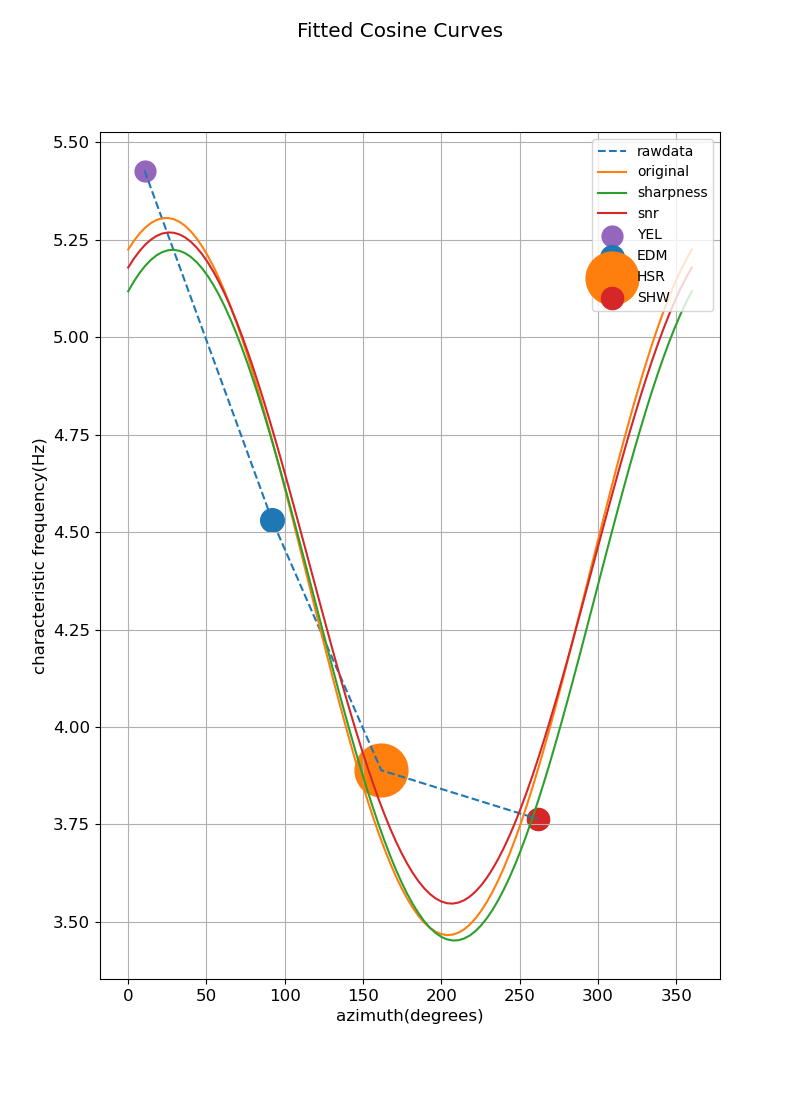 Fitted Cosine Curves
5.50
5.25
5.00
4.75
4.50
4.25
4.00
3.75
3.50
characteristic frequency(Hz)
rawdata
original
sharpness
snr
YEL
EDM
HSR
SHW
0 50 100 150 200 250 300 350
azimuth(degrees)